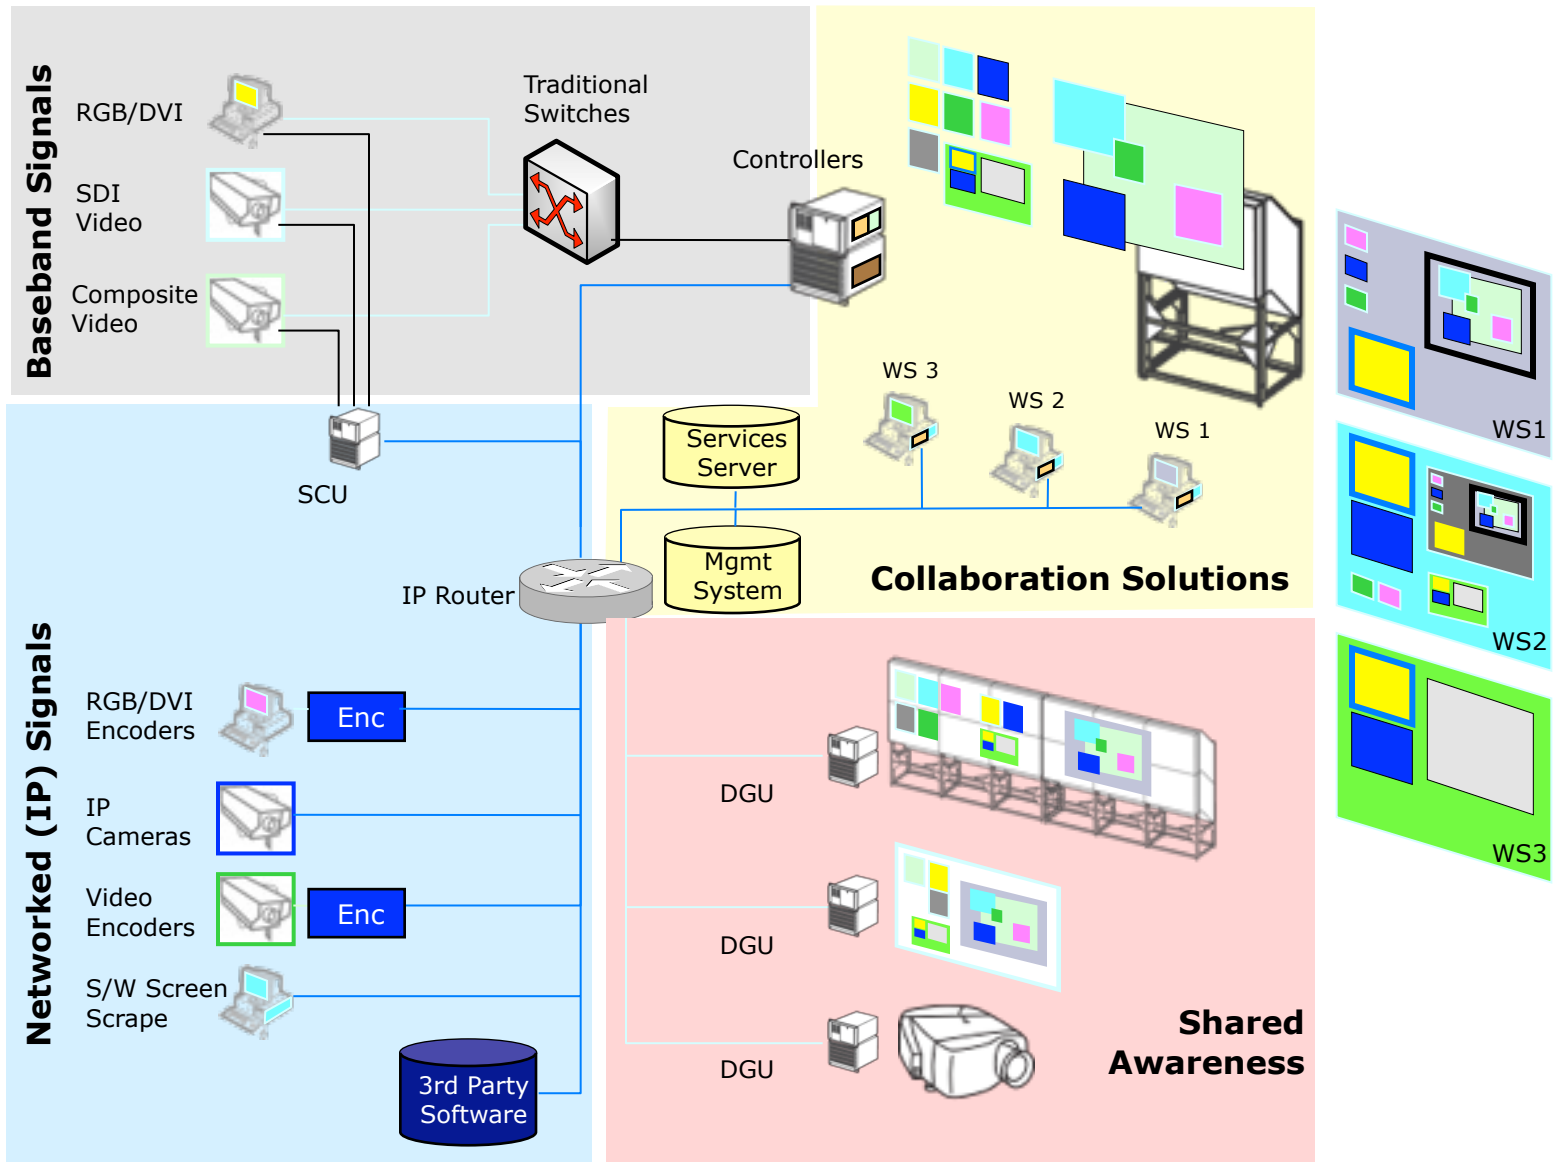 Baseband Signals
RGB/DVI
SDI
Video
Composite
Video
Traditional
Switches
Controllers
SCU
Services
Server
Mgmt
System
WS 3
WS 2
WS 1
Collaboration Solutions
IP Router
Networked (IP) Signals
RGB/DVI
Encoders
Enc
IP
Cameras
Video
Encoders
Enc
S/W Screen
Scrape
3rd Party
Software
DGU
DGU
DGU
Shared
Awareness
WS1
WS2
WS3